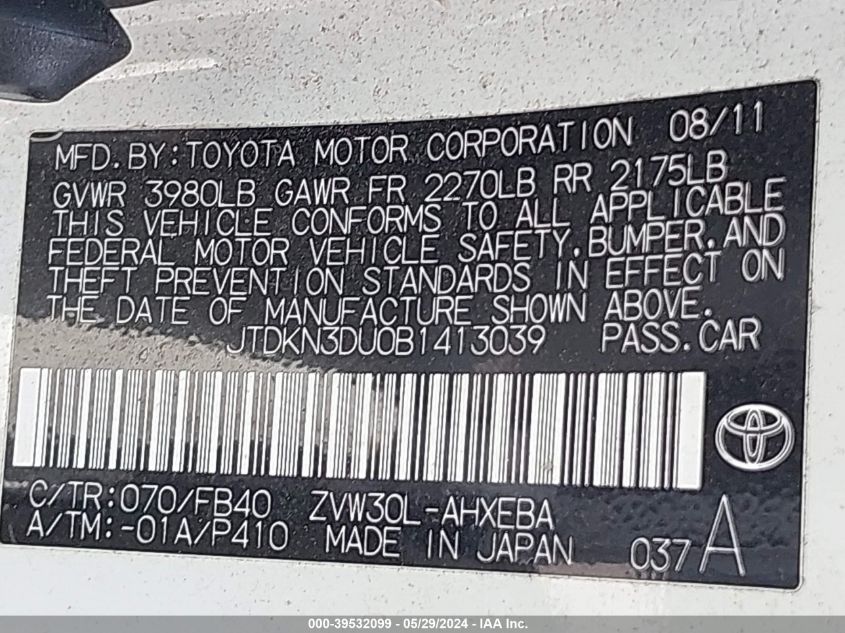 MFD. BY: TOYOTA MOTOR CORPORATION 08/11
GVWR 3980LB GAWR FR 2270LB RR 2175LB
THIS VEHICLE CONFORMS TO ALL APPLICABLE
FEDERAL MOTOR VEHICLE SAFETY, BUMPER, AND
THEFT PREVENTION STANDARDS IN EFFECT ON
THE DATE OF MANUFACTURE SHOWN ABOVE.
JTDKN3DU0B1413039 PASS. CAR
C/TR: 070/FB40 ZVW30L-AHXEBA
A/TM: -01A/P410 MADE IN JAPAN 037 A
000-39532099 - 05/29/2024 - IAA Inc.